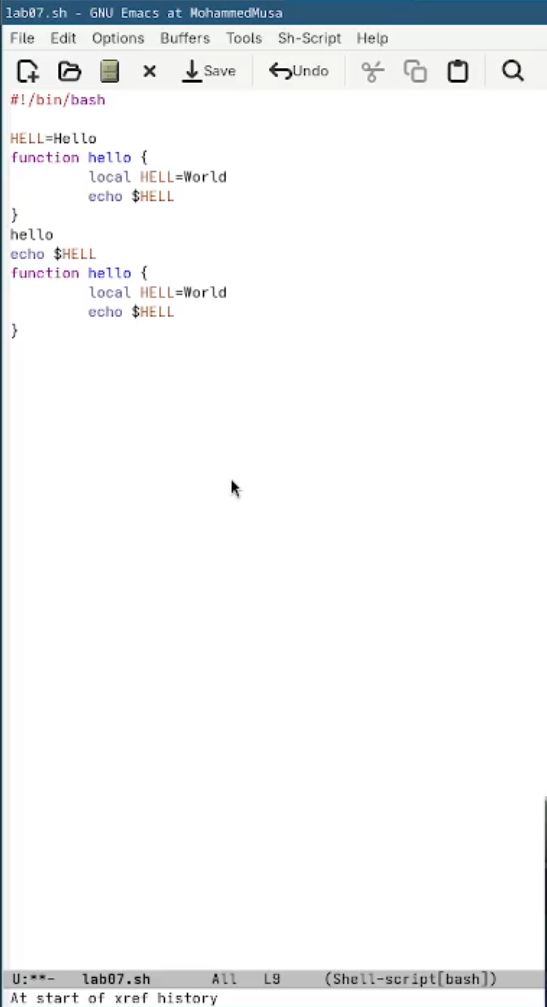 lab07.sh - GNU Emacs at MohammedMusa
File Edit Options Buffers Tools Sh-Script Help
Save Undo
#!/bin/bash
HELL=Hello
function hello {
local HELL=World
echo $HELL
}
hello
echo $HELL
function hello {
local HELL=World
echo $HELL
}
U:**- lab07.sh All L9 (Shell-script[bash])
At start of xref history